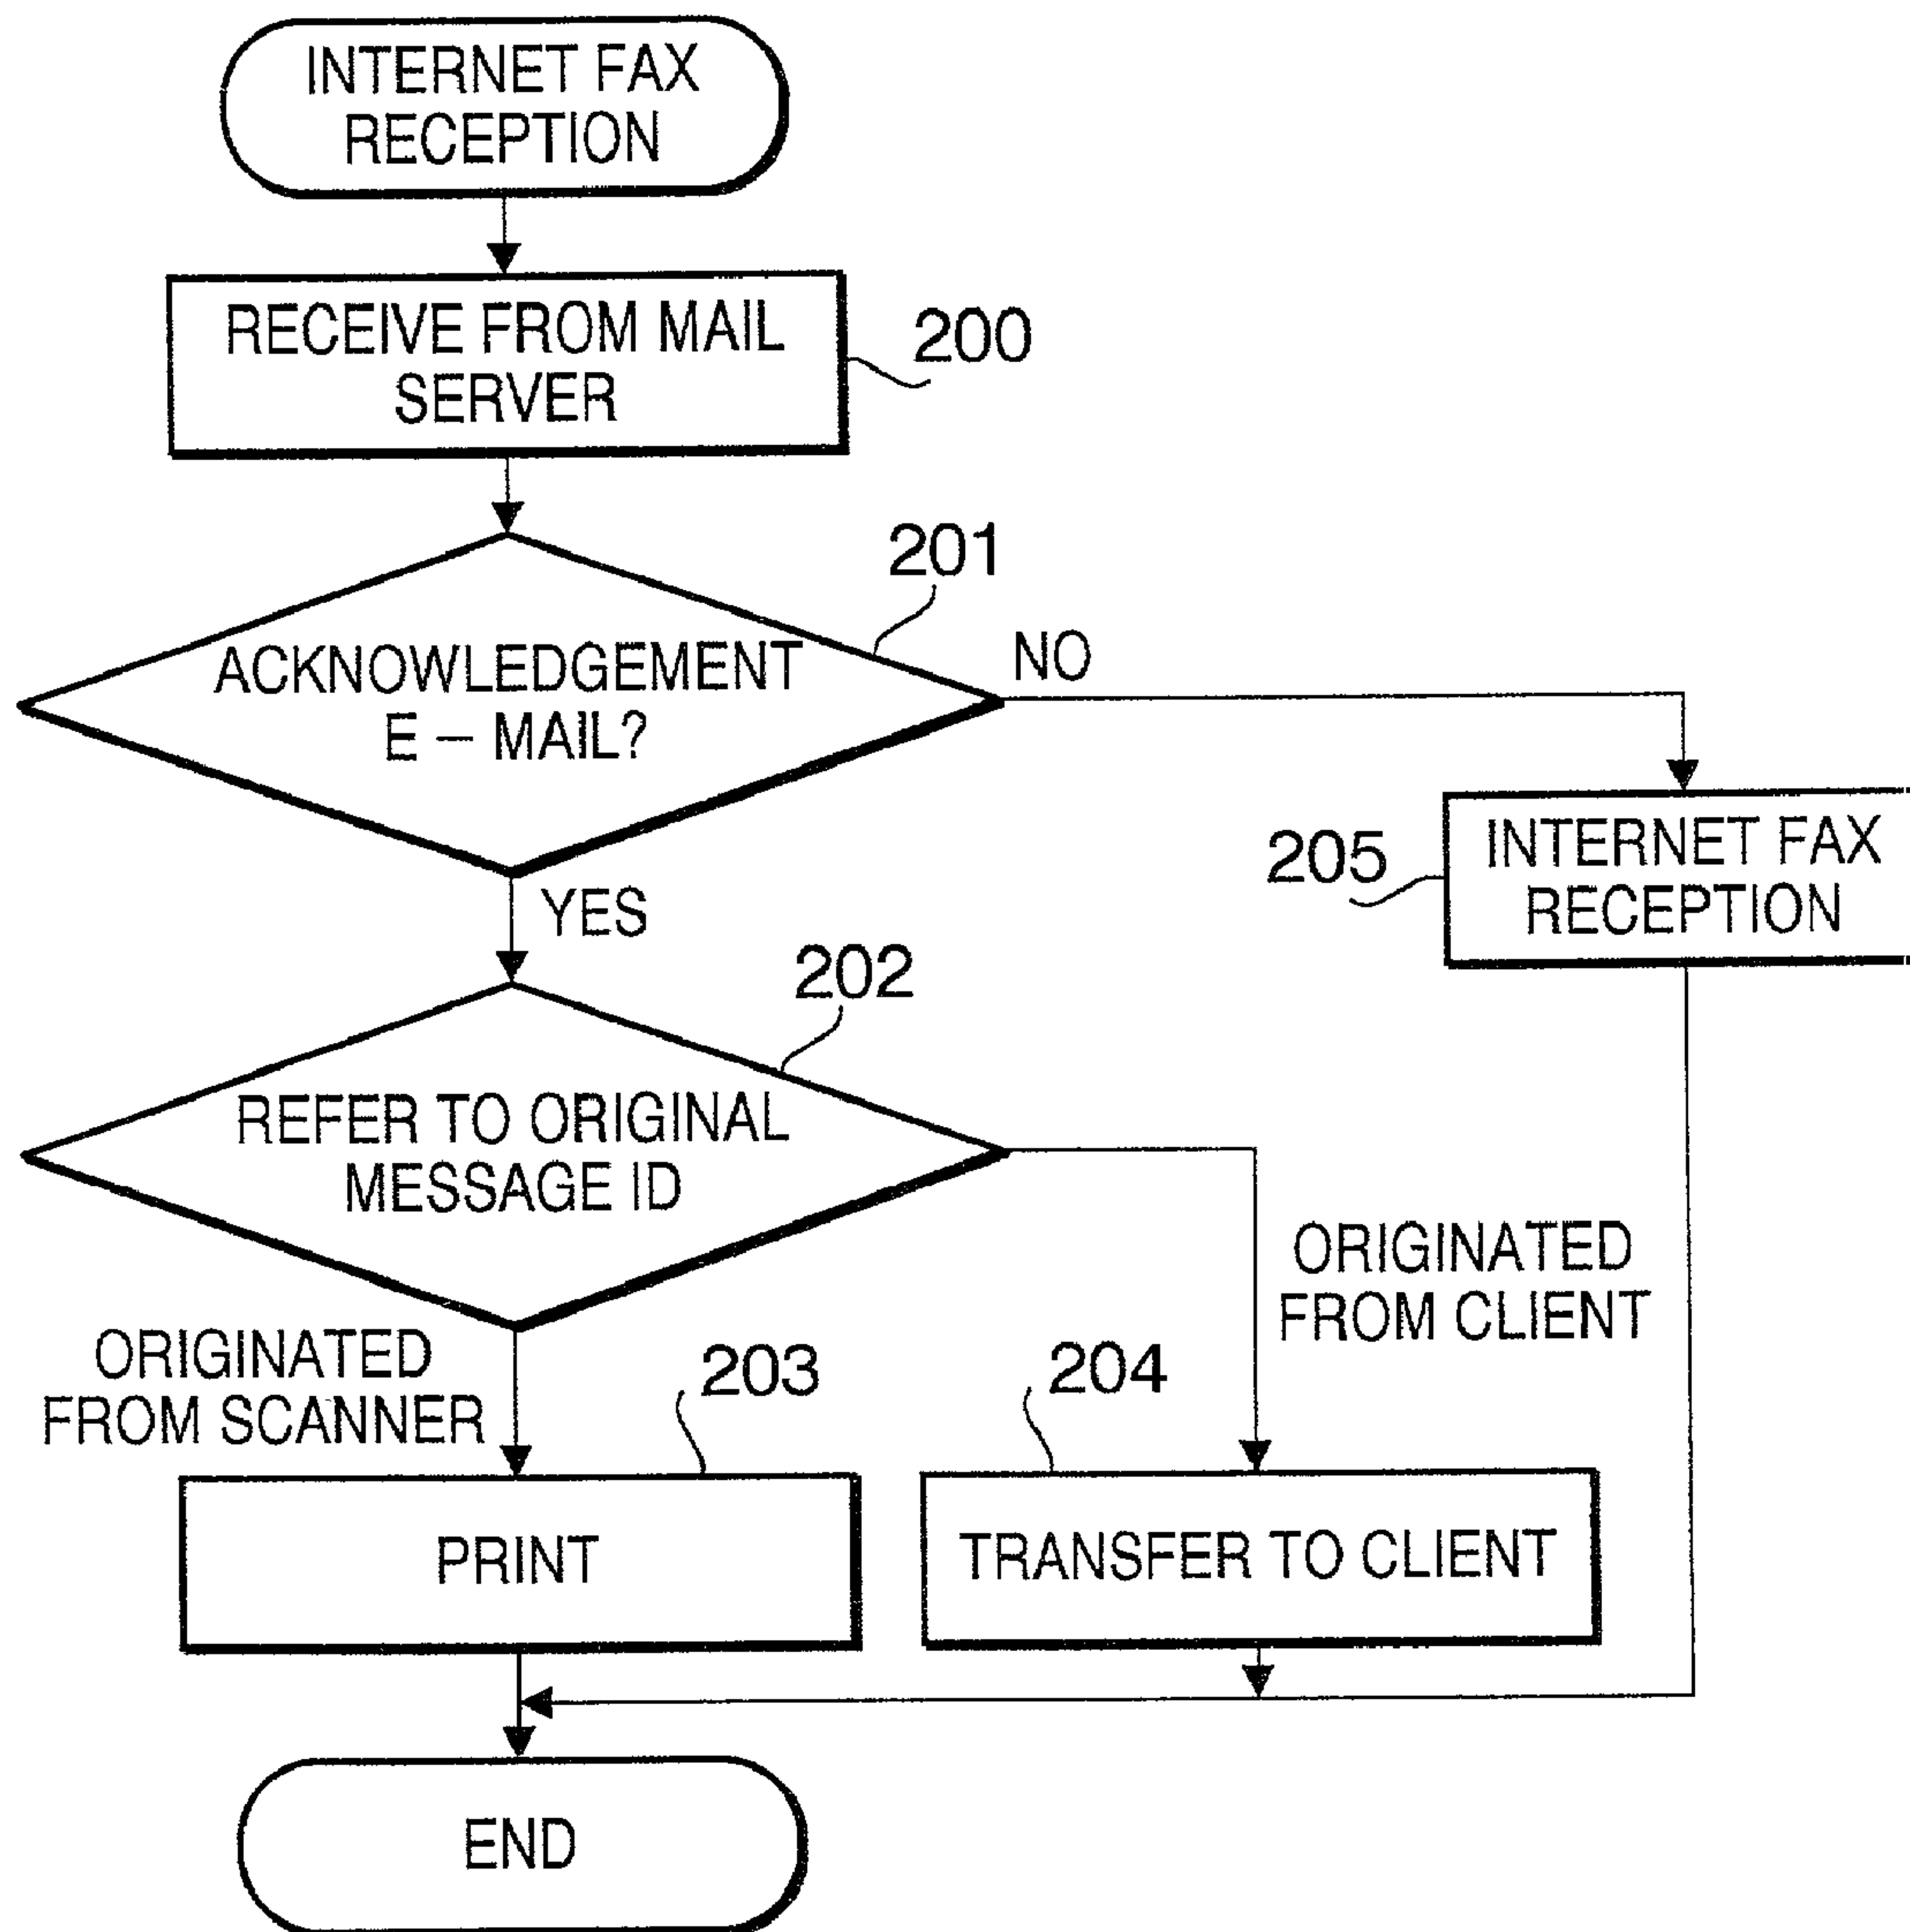 INTERNET FAX
RECEPTION
RECEIVE FROM MAIL
SERVER
200
201
ACKNOWLEDGEMENT
E – MAIL?
NO
YES
205
INTERNET FAX
RECEPTION
202
REFER TO ORIGINAL
MESSAGE ID
ORIGINATED
FROM CLIENT
ORIGINATED
FROM SCANNER
203
204
PRINT
TRANSFER TO CLIENT
END